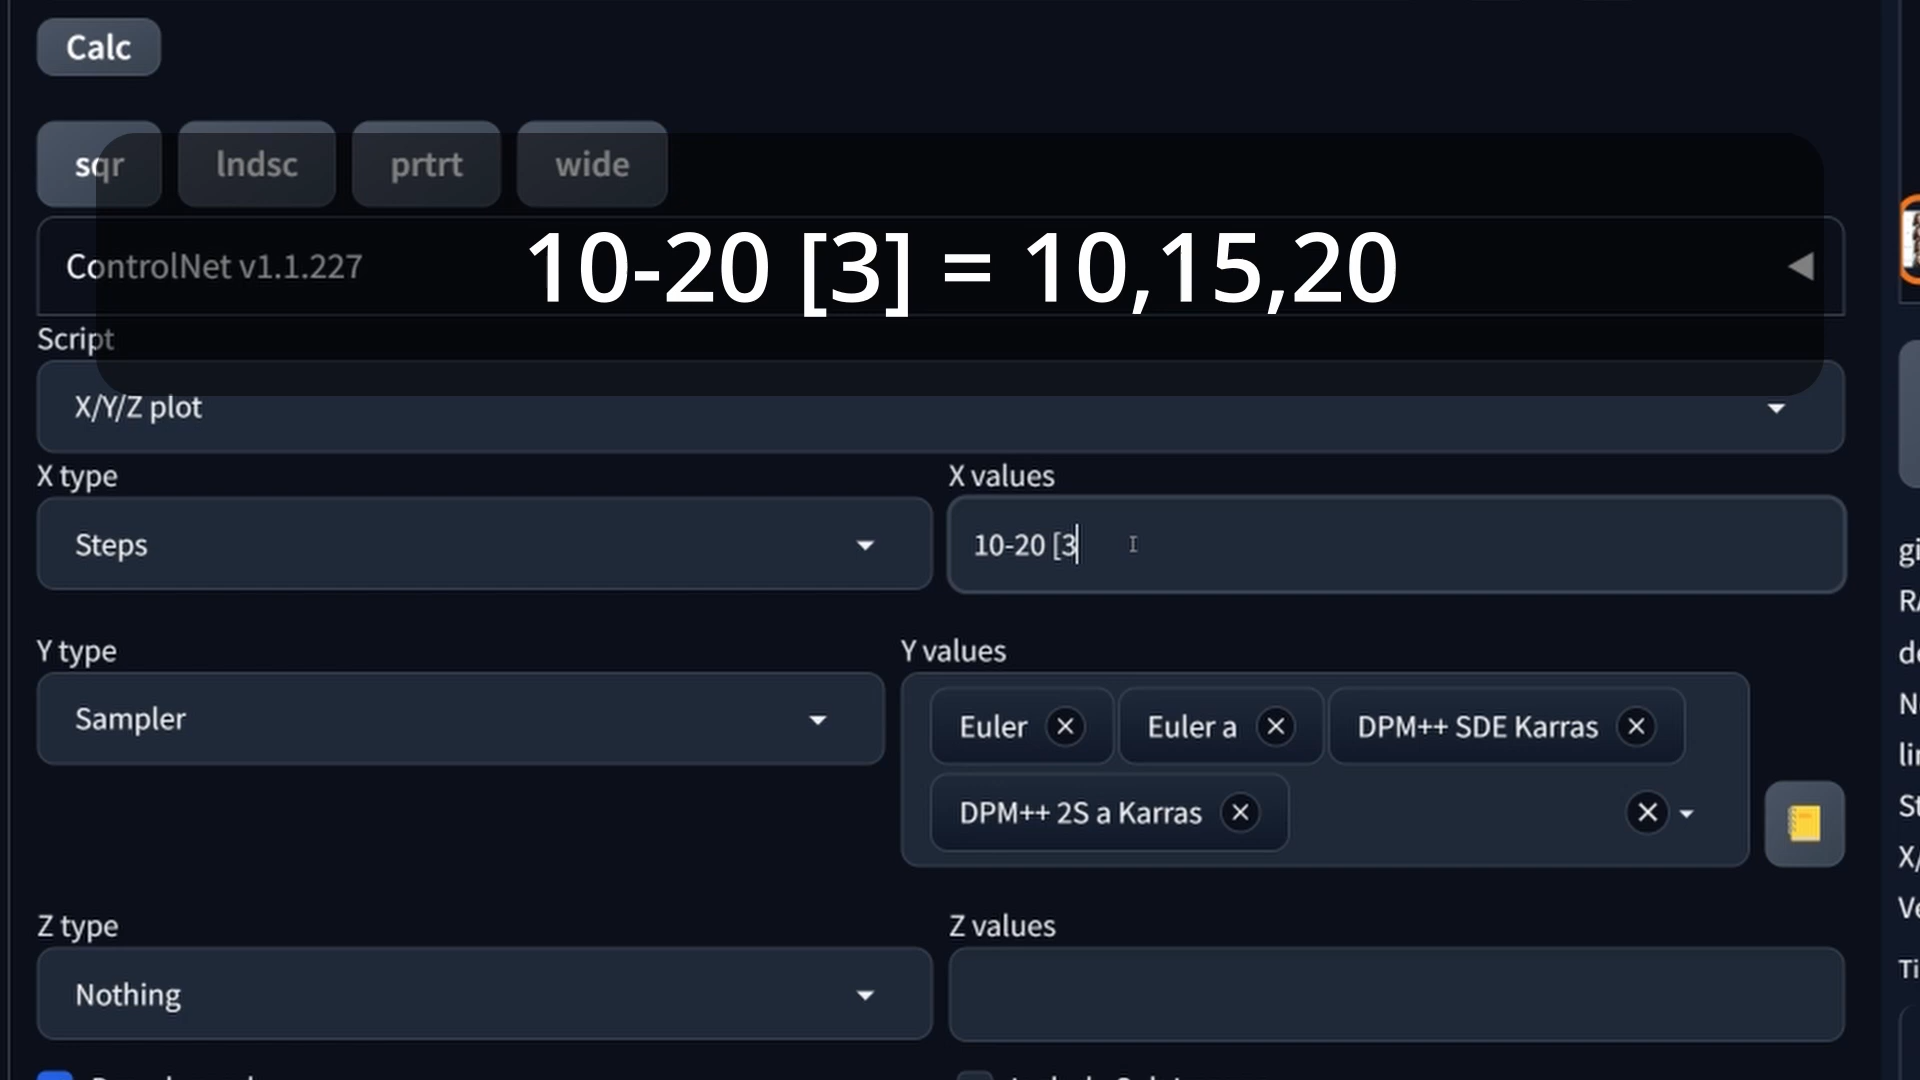 Calc
sqr lndsc prtrt wide
ControlNet v1.1.227
10-20 [3] = 10,15,20
Script
X/Y/Z plot
X type X values
Steps 10-20 [3
Y type Y values
Sampler Euler Euler a DPM++ SDE Karras
DPM++ 2S a Karras
Z type Z values
Nothing